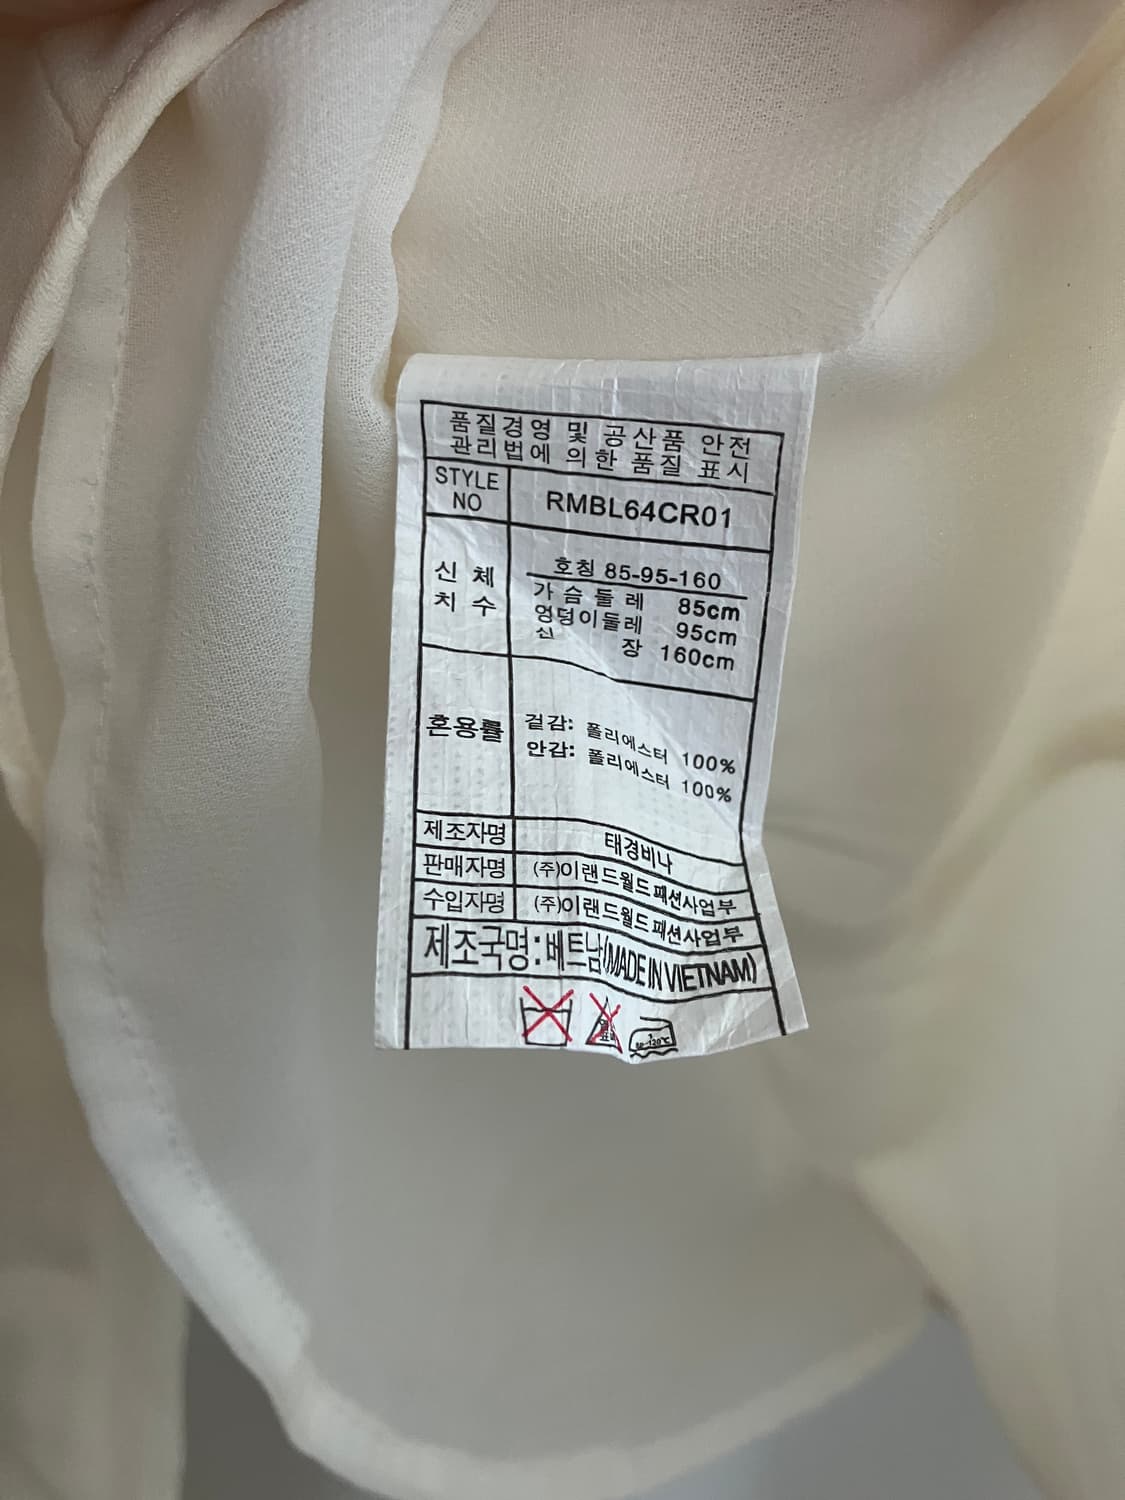 품질경영 및 공산품 안전
관리법에 의한 품질 표시
STYLE NO RMBL64CR01
신 체 치 수
호칭 85-95-160
가 슴 둘 레 85cm
엉덩이둘레 95cm
신 장 160cm
혼용률
겉감: 폴리에스터 100%
안감: 폴리에스터 100%
제조자명 태경비나
판매자명 (주)이랜드월드 패션사업부
수입자명 (주)이랜드월드 패션사업부
제조국명:베트남(MADE IN VIETNAM)